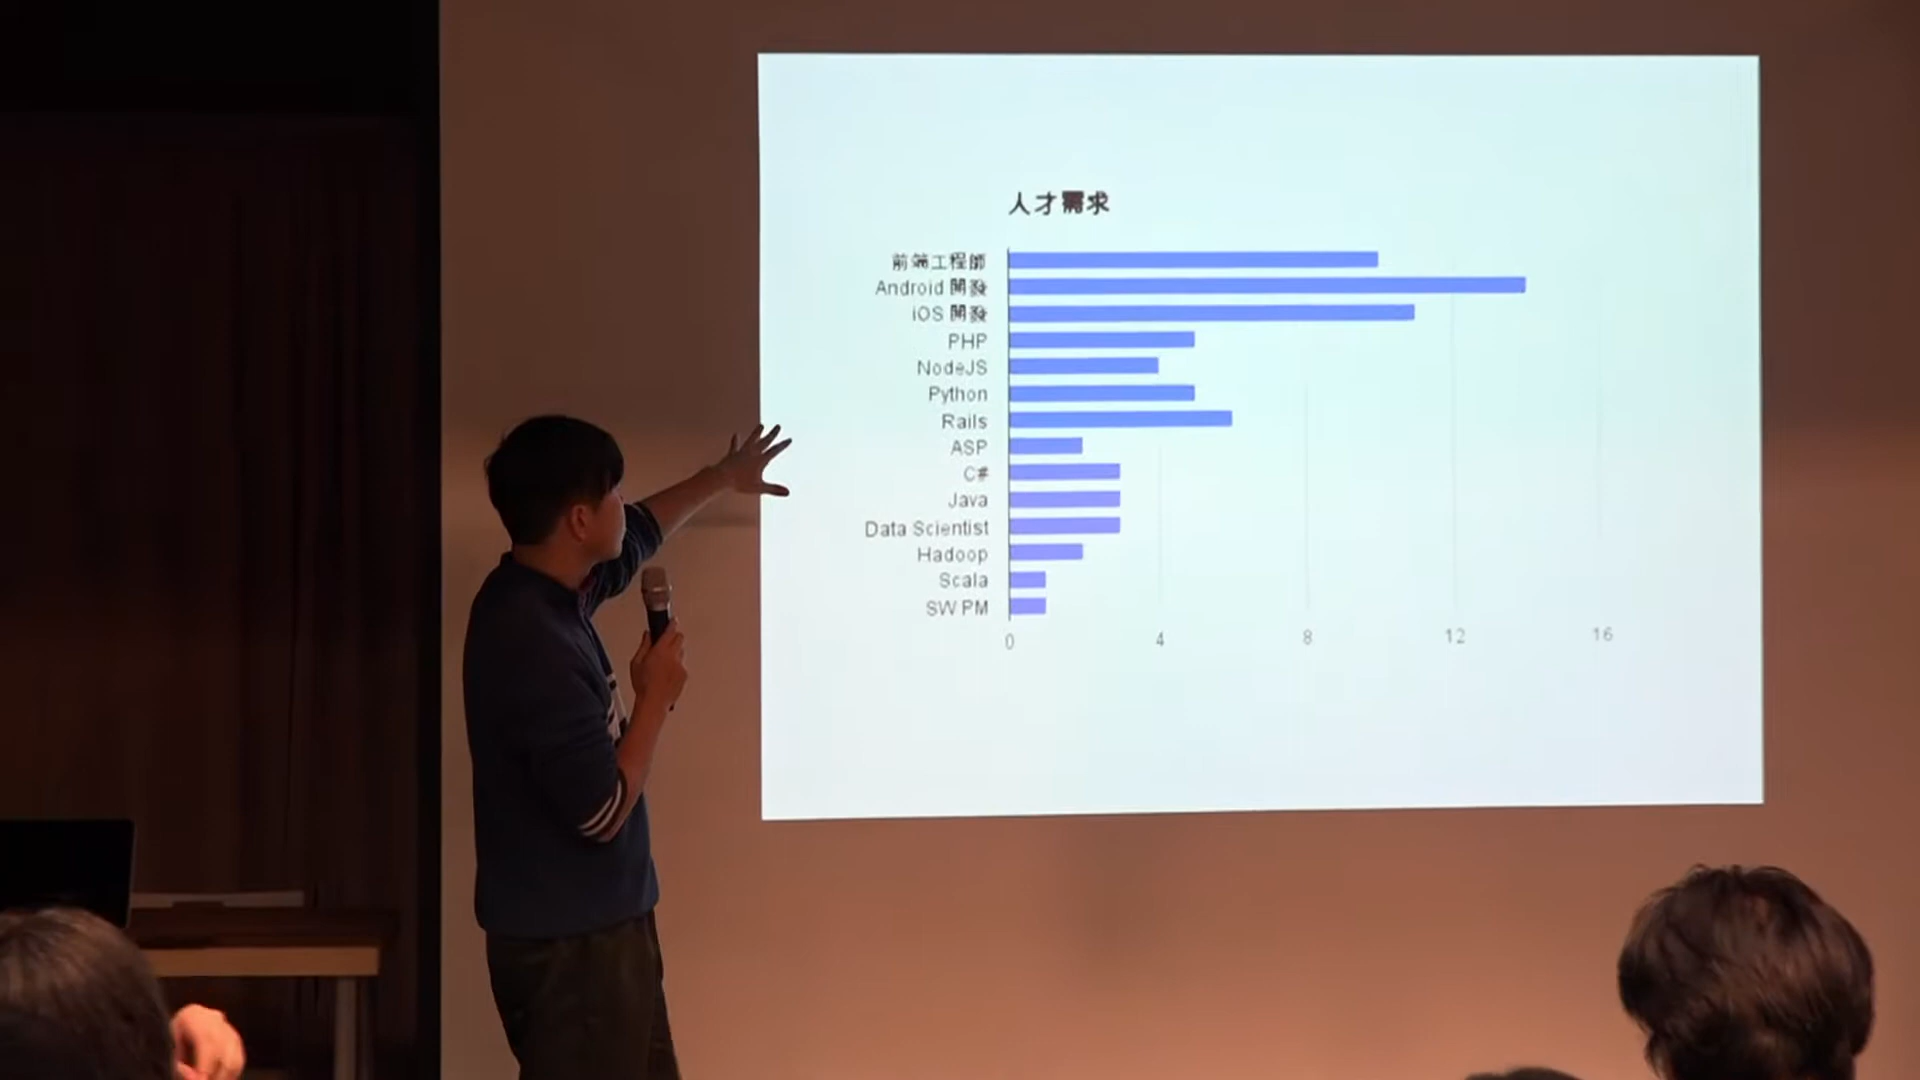 人才需求
前端工程師
Android 開發
iOS 開發
PHP
NodeJS
Python
Rails
ASP
C#
Java
Data Scientist
Hadoop
Scala
SW PM
0 4 8 12 16